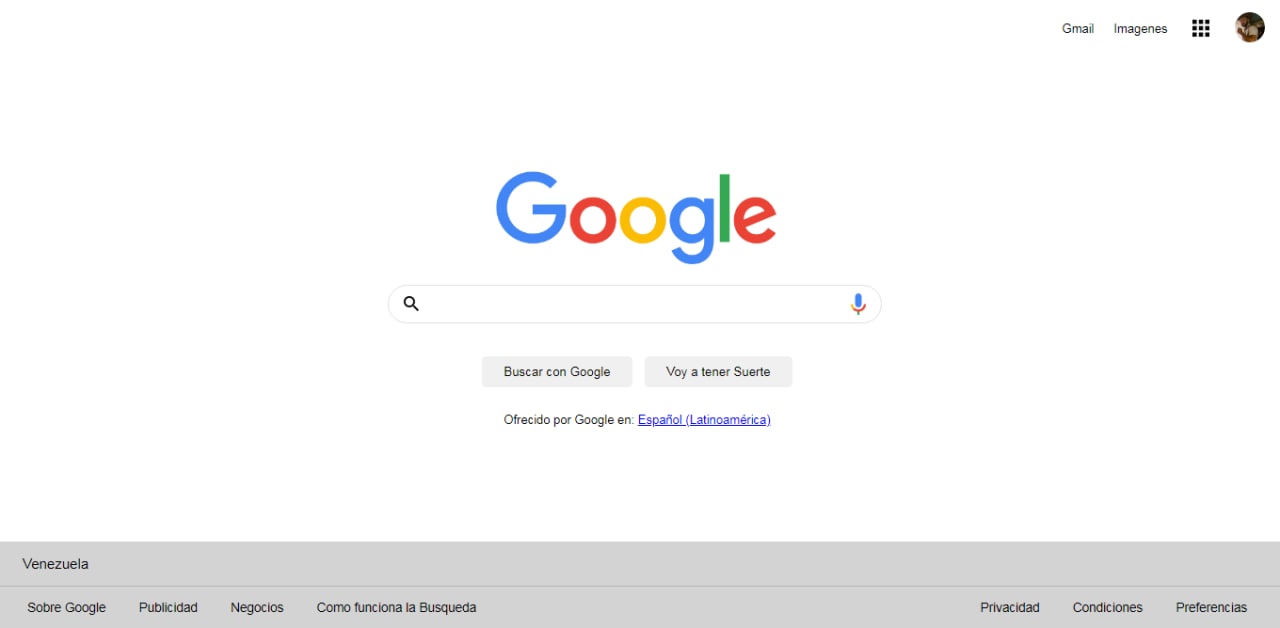 Gmail Imagenes
Google
Buscar con Google Voy a tener Suerte
Ofrecido por Google en: Español (Latinoamérica)
Venezuela
Sobre Google Publicidad Negocios Como funciona la Busqueda Privacidad Condiciones Preferencias